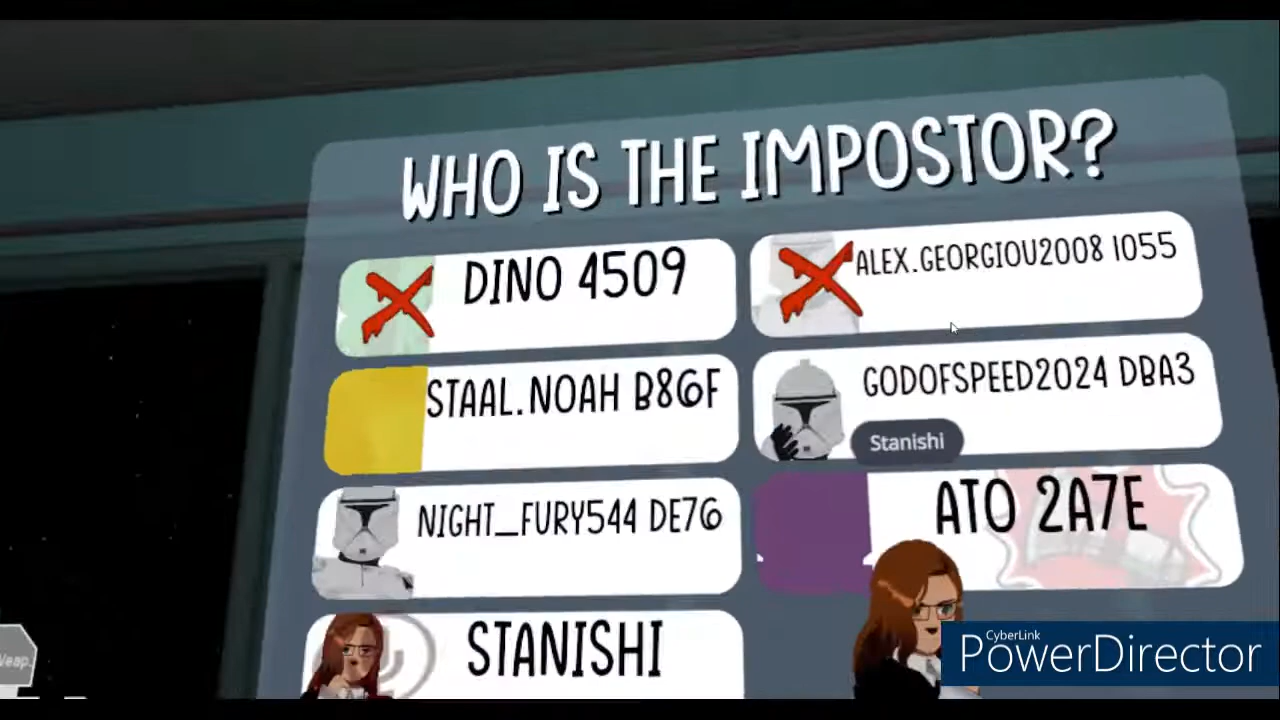 WHO IS THE IMPOSTOR?
DINO 4509
ALEX.GEORGIOU2008 1055
STAAL.NOAH B86F
GODOFSPEED2024 DBA3
Stanishi
NIGHT_FURY544 DE76
ATO 2A7E
STANISHI
Weap.
CyberLink
PowerDirector